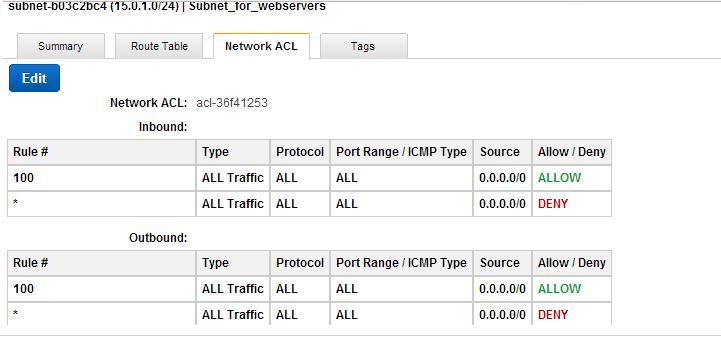 subnet-b03c2bc4 (15.0.1.0/24) | Subnet_for_webservers
Summary Route Table Network ACL Tags
Edit
Network ACL: acl-36f41253
Inbound:
Rule # Type Protocol Port Range / ICMP Type Source Allow / Deny
100 ALL Traffic ALL ALL 0.0.0.0/0 ALLOW
* ALL Traffic ALL ALL 0.0.0.0/0 DENY
Outbound:
Rule # Type Protocol Port Range / ICMP Type Source Allow / Deny
100 ALL Traffic ALL ALL 0.0.0.0/0 ALLOW
* ALL Traffic ALL ALL 0.0.0.0/0 DENY